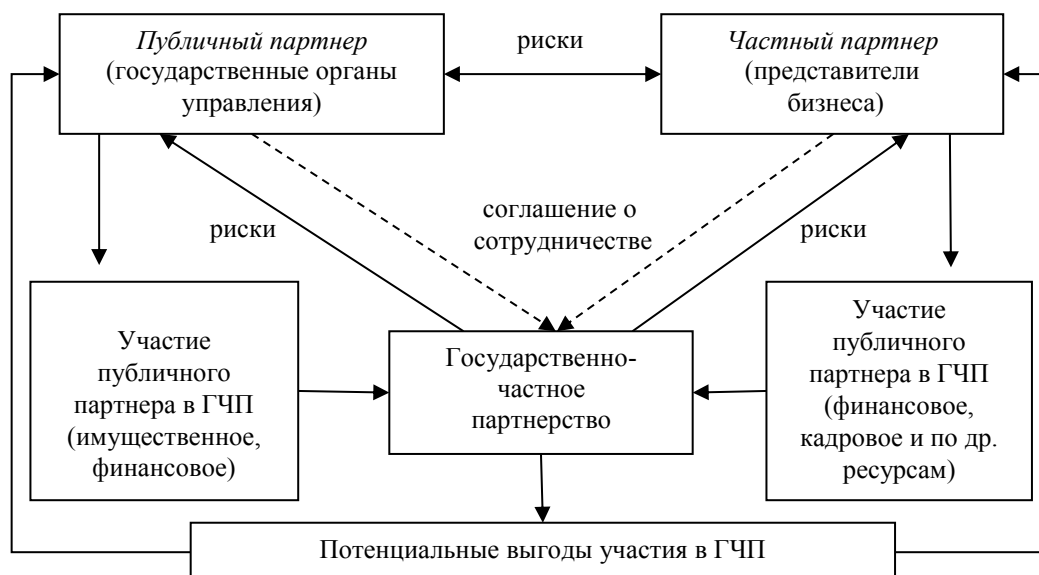 Публичный партнер
(государственные органы
управления)
риски
Частный партнер
(представители
бизнеса)
соглашение о
сотрудничестве
риски
риски
Участие
публичного
партнера в ГЧП
(имущественное,
финансовое)
Государственно-
частное
партнерство
Участие
публичного
партнера в ГЧП
(финансовое,
кадровое и по др.
ресурсам)
Потенциальные выгоды участия в ГЧП